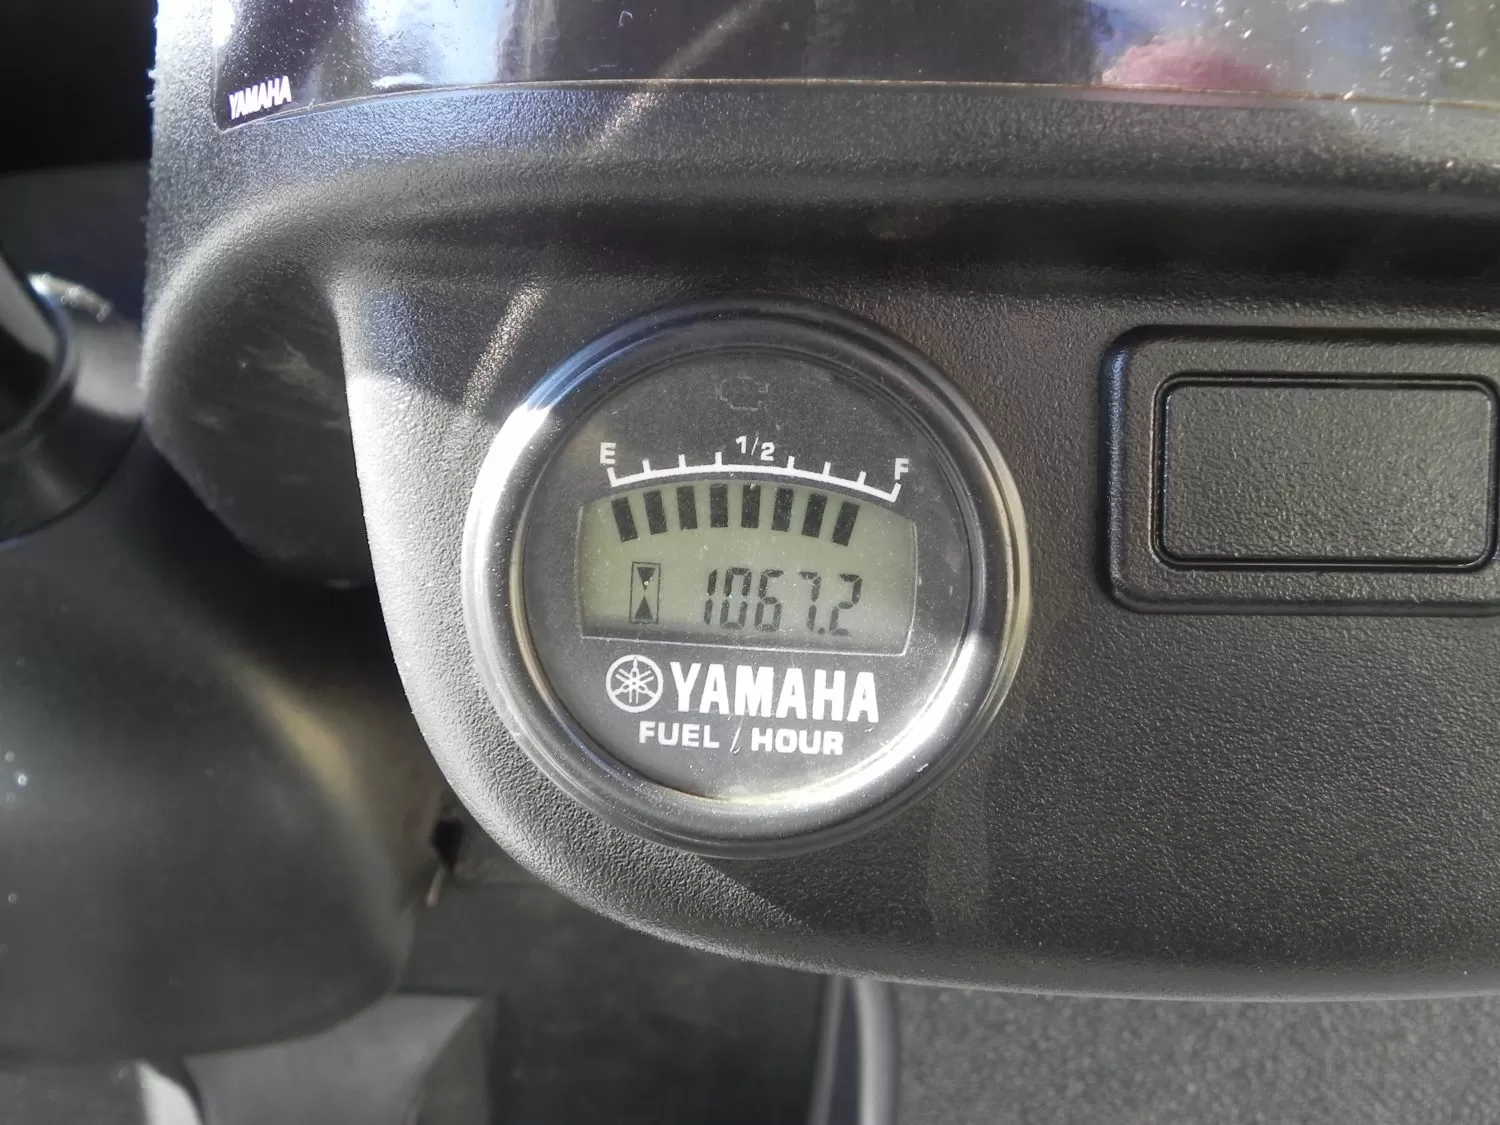 YAMAHA
E 1/2 F
1067.2
YAMAHA
FUEL / HOUR